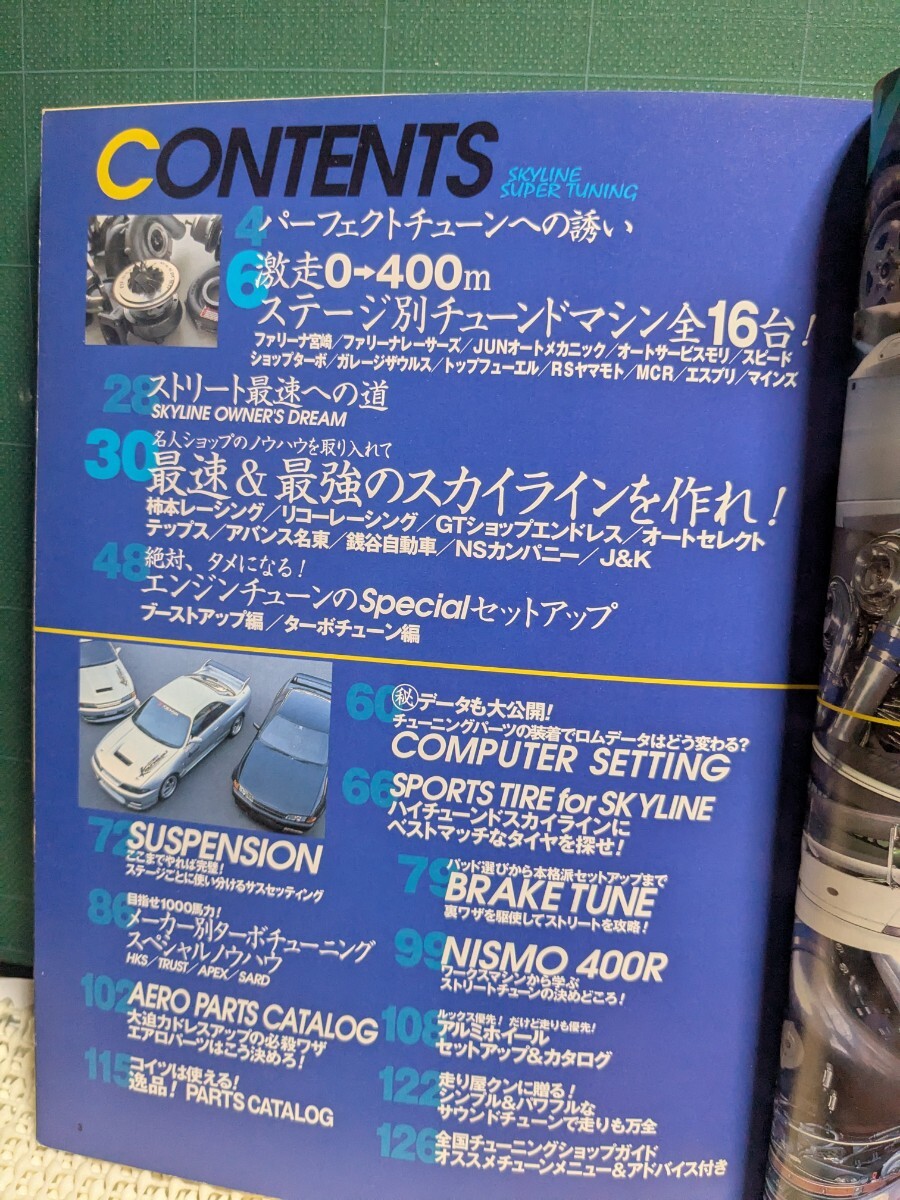 CONTENTS
SKYLINE
SUPER TUNING
4 パーフェクトチューンへの誘い
6 激走0→400m
ステージ別チューンドマシン全16台!
ファリーナ宮崎/ファリーナレーサーズ/JUNオートメカニック/オートサービスモリ/スピード
ショップターボ/ガレージザウルス/トップフューエル/RSヤマモト/MCR/エスプリ/マインズ
28 ストリート最速への道
SKYLINE OWNER'S DREAM
名人ショップのノウハウを取り入れて
30 最速&最強のスカイラインを作れ!
柿本レーシング/リコーレーシング/GTショップエンドレス/オートセレクト
テップス/アバンス名東/銭谷自動車/NSカンパニー/J&K
絶対、タメになる!
48 エンジンチューンのSpecialセットアップ
ブーストアップ編/ターボチューン編
60 ㊙データも大公開!
チューニングパーツの装着でロムデータはどう変わる?
COMPUTER SETTING
66 SPORTS TIRE for SKYLINE
ハイチューンドスカイラインに
ベストマッチなタイヤを探せ!
72 SUSPENSION
ここまでやれば完璧!
ステージごとに使い分けるサスセッティング
パッド選びから本格派セットアップまで
79 BRAKE TUNE
裏ワザを駆使してストリートを攻略!
目指せ1000馬力!
86 メーカー別ターボチューニング
スペシャルノウハウ
HKS/TRUST/APEX/SARD
99 NISMO 400R
ワークスマシンから学ぶ
ストリートチューンの決めどころ!
102 AERO PARTS CATALOG
大迫力ドレスアップの必殺ワザ
エアロパーツはこう決めろ!
ルックス優先! だけど走りも優先!
108 アルミホイール
セットアップ&カタログ
115 コイツは使える!
逸品! PARTS CATALOG
122 走り屋クンに贈る!
シンプル&パワフルな
サウンドチューンで走りも万全
126 全国チューニングショップガイド
オススメチューンメニュー&アドバイス付き
3